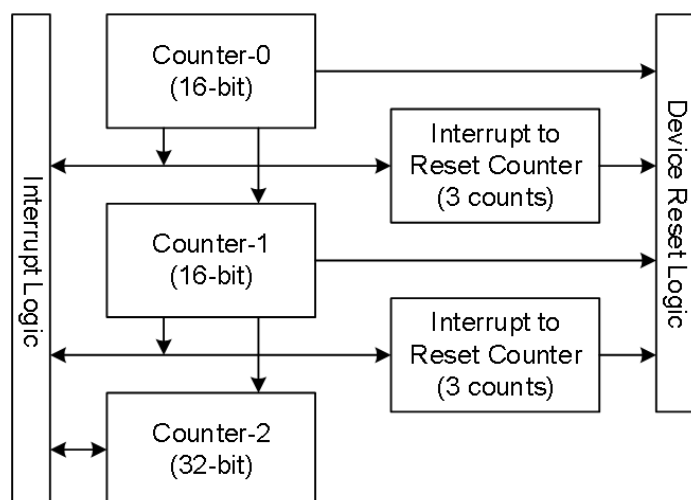 Counter-0
(16-bit)
Interrupt to
Reset Counter
(3 counts)
Interrupt Logic
Device Reset Logic
Counter-1
(16-bit)
Interrupt to
Reset Counter
(3 counts)
Counter-2
(32-bit)